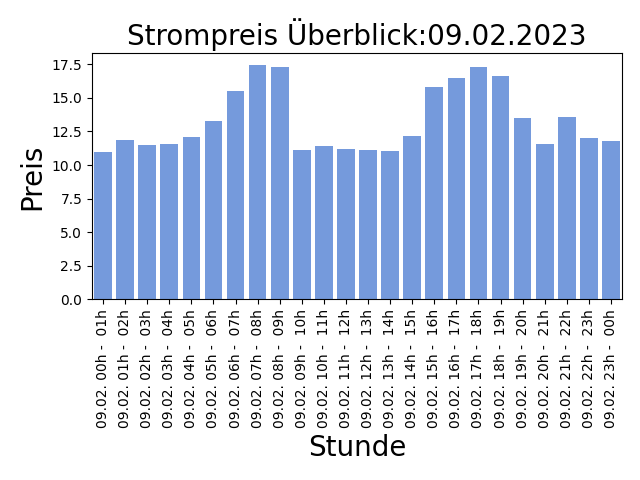 Strompreis Überblick:09.02.2023
Preis
17.5
15.0
12.5
10.0
7.5
5.0
2.5
0.0
09.02. 00h - 01h
09.02. 01h - 02h
09.02. 02h - 03h
09.02. 03h - 04h
09.02. 04h - 05h
09.02. 05h - 06h
09.02. 06h - 07h
09.02. 07h - 08h
09.02. 08h - 09h
09.02. 09h - 10h
09.02. 10h - 11h
09.02. 11h - 12h
09.02. 12h - 13h
09.02. 13h - 14h
09.02. 14h - 15h
09.02. 15h - 16h
09.02. 16h - 17h
09.02. 17h - 18h
09.02. 18h - 19h
09.02. 19h - 20h
09.02. 20h - 21h
09.02. 21h - 22h
09.02. 22h - 23h
09.02. 23h - 00h
Stunde